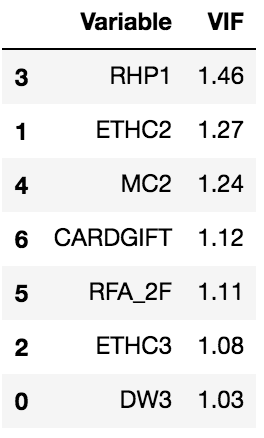 Variable VIF
3 RHP1 1.46
1 ETHC2 1.27
4 MC2 1.24
6 CARDGIFT 1.12
5 RFA_2F 1.11
2 ETHC3 1.08
0 DW3 1.03